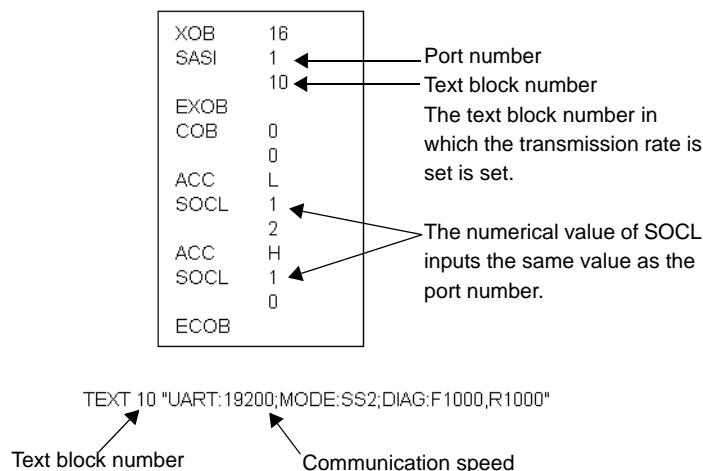 XOB 16
SASI 1
10
EXOB
COB 0
0
ACC L
SOCL 1
2
ACC H
SOCL 1
0
ECOB
Port number
Text block number
The text block number in
which the transmission rate is
set is set.
The numerical value of SOCL
inputs the same value as the
port number.
TEXT 10 "UART:19200;MODE:SS2;DIAG:F1000,R1000"
Text block number
Communication speed